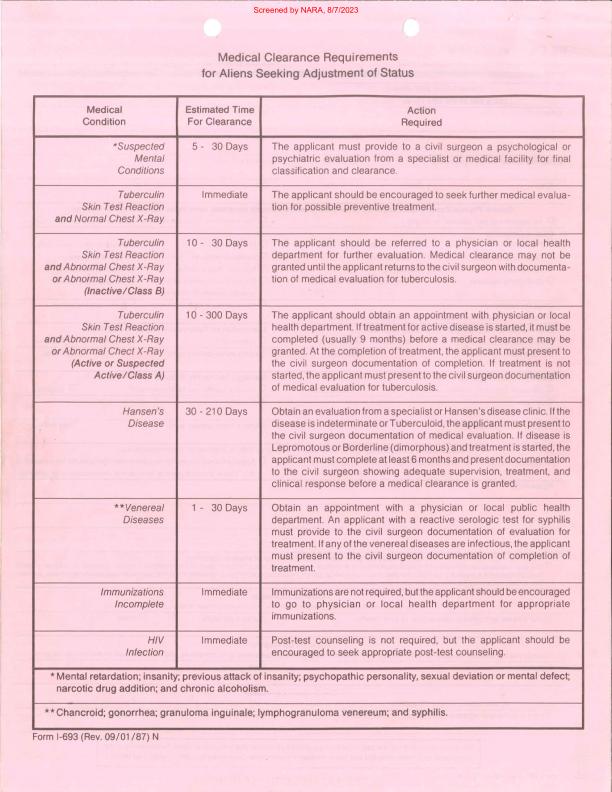 Screened by NARA, 8/7/2023
Medical Clearance Requirements
for Aliens Seeking Adjustment of Status
Medical
Condition
Estimated Time
For Clearance
Action
Required
*Suspected
Mental
Conditions
5 - 30 Days
The applicant must provide to a civil surgeon a psychological or
psychiatric evaluation from a specialist or medical facility for final
classification and clearance.
Tuberculin
Skin Test Reaction
and Normal Chest X-Ray
Immediate
The applicant should be encouraged to seek further medical evalua-
tion for possible preventive treatment.
Tuberculin
Skin Test Reaction
and Abnormal Chest X-Ray
or Abnormal Chect X-Ray
(Inactive/Class B)
10 - 30 Days
The applicant should be referred to a physician or local health
department for further evaluation. Medical clearance may not be
granted until the applicant returns to the civil surgeon with documenta-
tion of medical evaluation for tuberculosis.
Tuberculin
Skin Test Reaction
and Abnormal Chest X-Ray
or Abnormal Chect X-Ray
(Active or Suspected
Active/Class A)
10 - 300 Days
The applicant should obtain an appointment with physician or local
health department. If treatment for active disease is started, it must be
completed (usually 9 months) before a medical clearance may be
granted. At the completion of treatment, the applicant must present to
the civil surgeon documentation of completion. If treatment is not
started, the applicant must present to the civil surgeon documentation
of medical evaluation for tuberculosis.
Hansen's
Disease
30 - 210 Days
Obtain an evaluation from a specialist or Hansen's disease clinic. If the
disease is indeterminate or Tuberculoid, the applicant must present to
the civil surgeon documentation of medical evaluation. If disease is
Lepromotous or Borderline (dimorphous) and treatment is started, the
applicant must complete at least 6 months and present documentation
to the civil surgeon showing adequate supervision, treatment, and
clinical response before a medical clearance is granted.
**Venereal
Diseases
1 - 30 Days
Obtain an appointment with a physician or local public health
department. An applicant with a reactive serologic test for syphilis
must provide to the civil surgeon documentation of evaluation for
treatment. If any of the venereal diseases are infectious, the applicant
must present to the civil surgeon documentation of completion of
treatment.
Immunizations
Incomplete
Immediate
Immunizations are not required, but the applicant should be encouraged
to go to physician or local health department for appropriate
immunizations.
HIV
Infection
Immediate
Post-test counseling is not required, but the applicant should be
encouraged to seek appropriate post-test counseling.
* Mental retardation; insanity; previous attack of insanity; psychopathic personality, sexual deviation or mental defect;
narcotic drug addition; and chronic alcoholism.
** Chancroid; gonorrhea; granuloma inguinale; lymphogranuloma venereum; and syphilis.
Form I-693 (Rev. 09/01/87) N